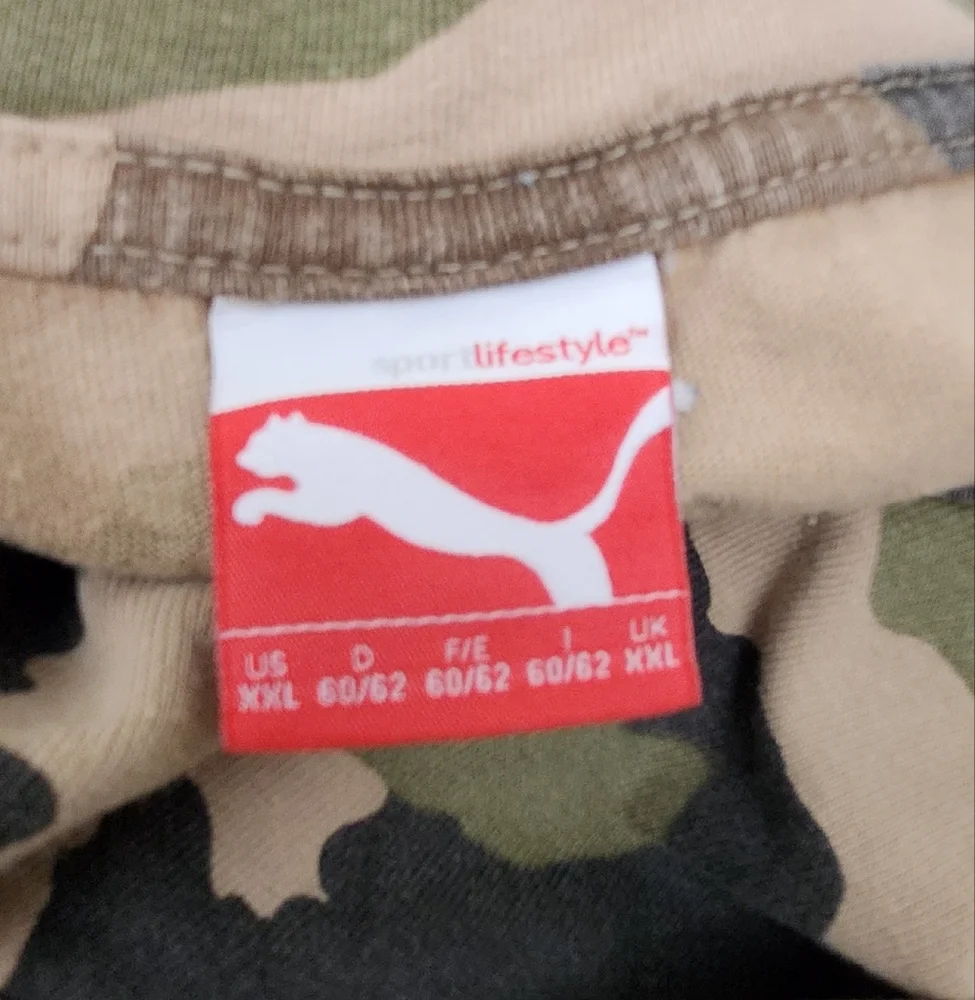 sportlifestyle™
US D F/E I UK
XXL 60/62 60/62 60/62 XXL